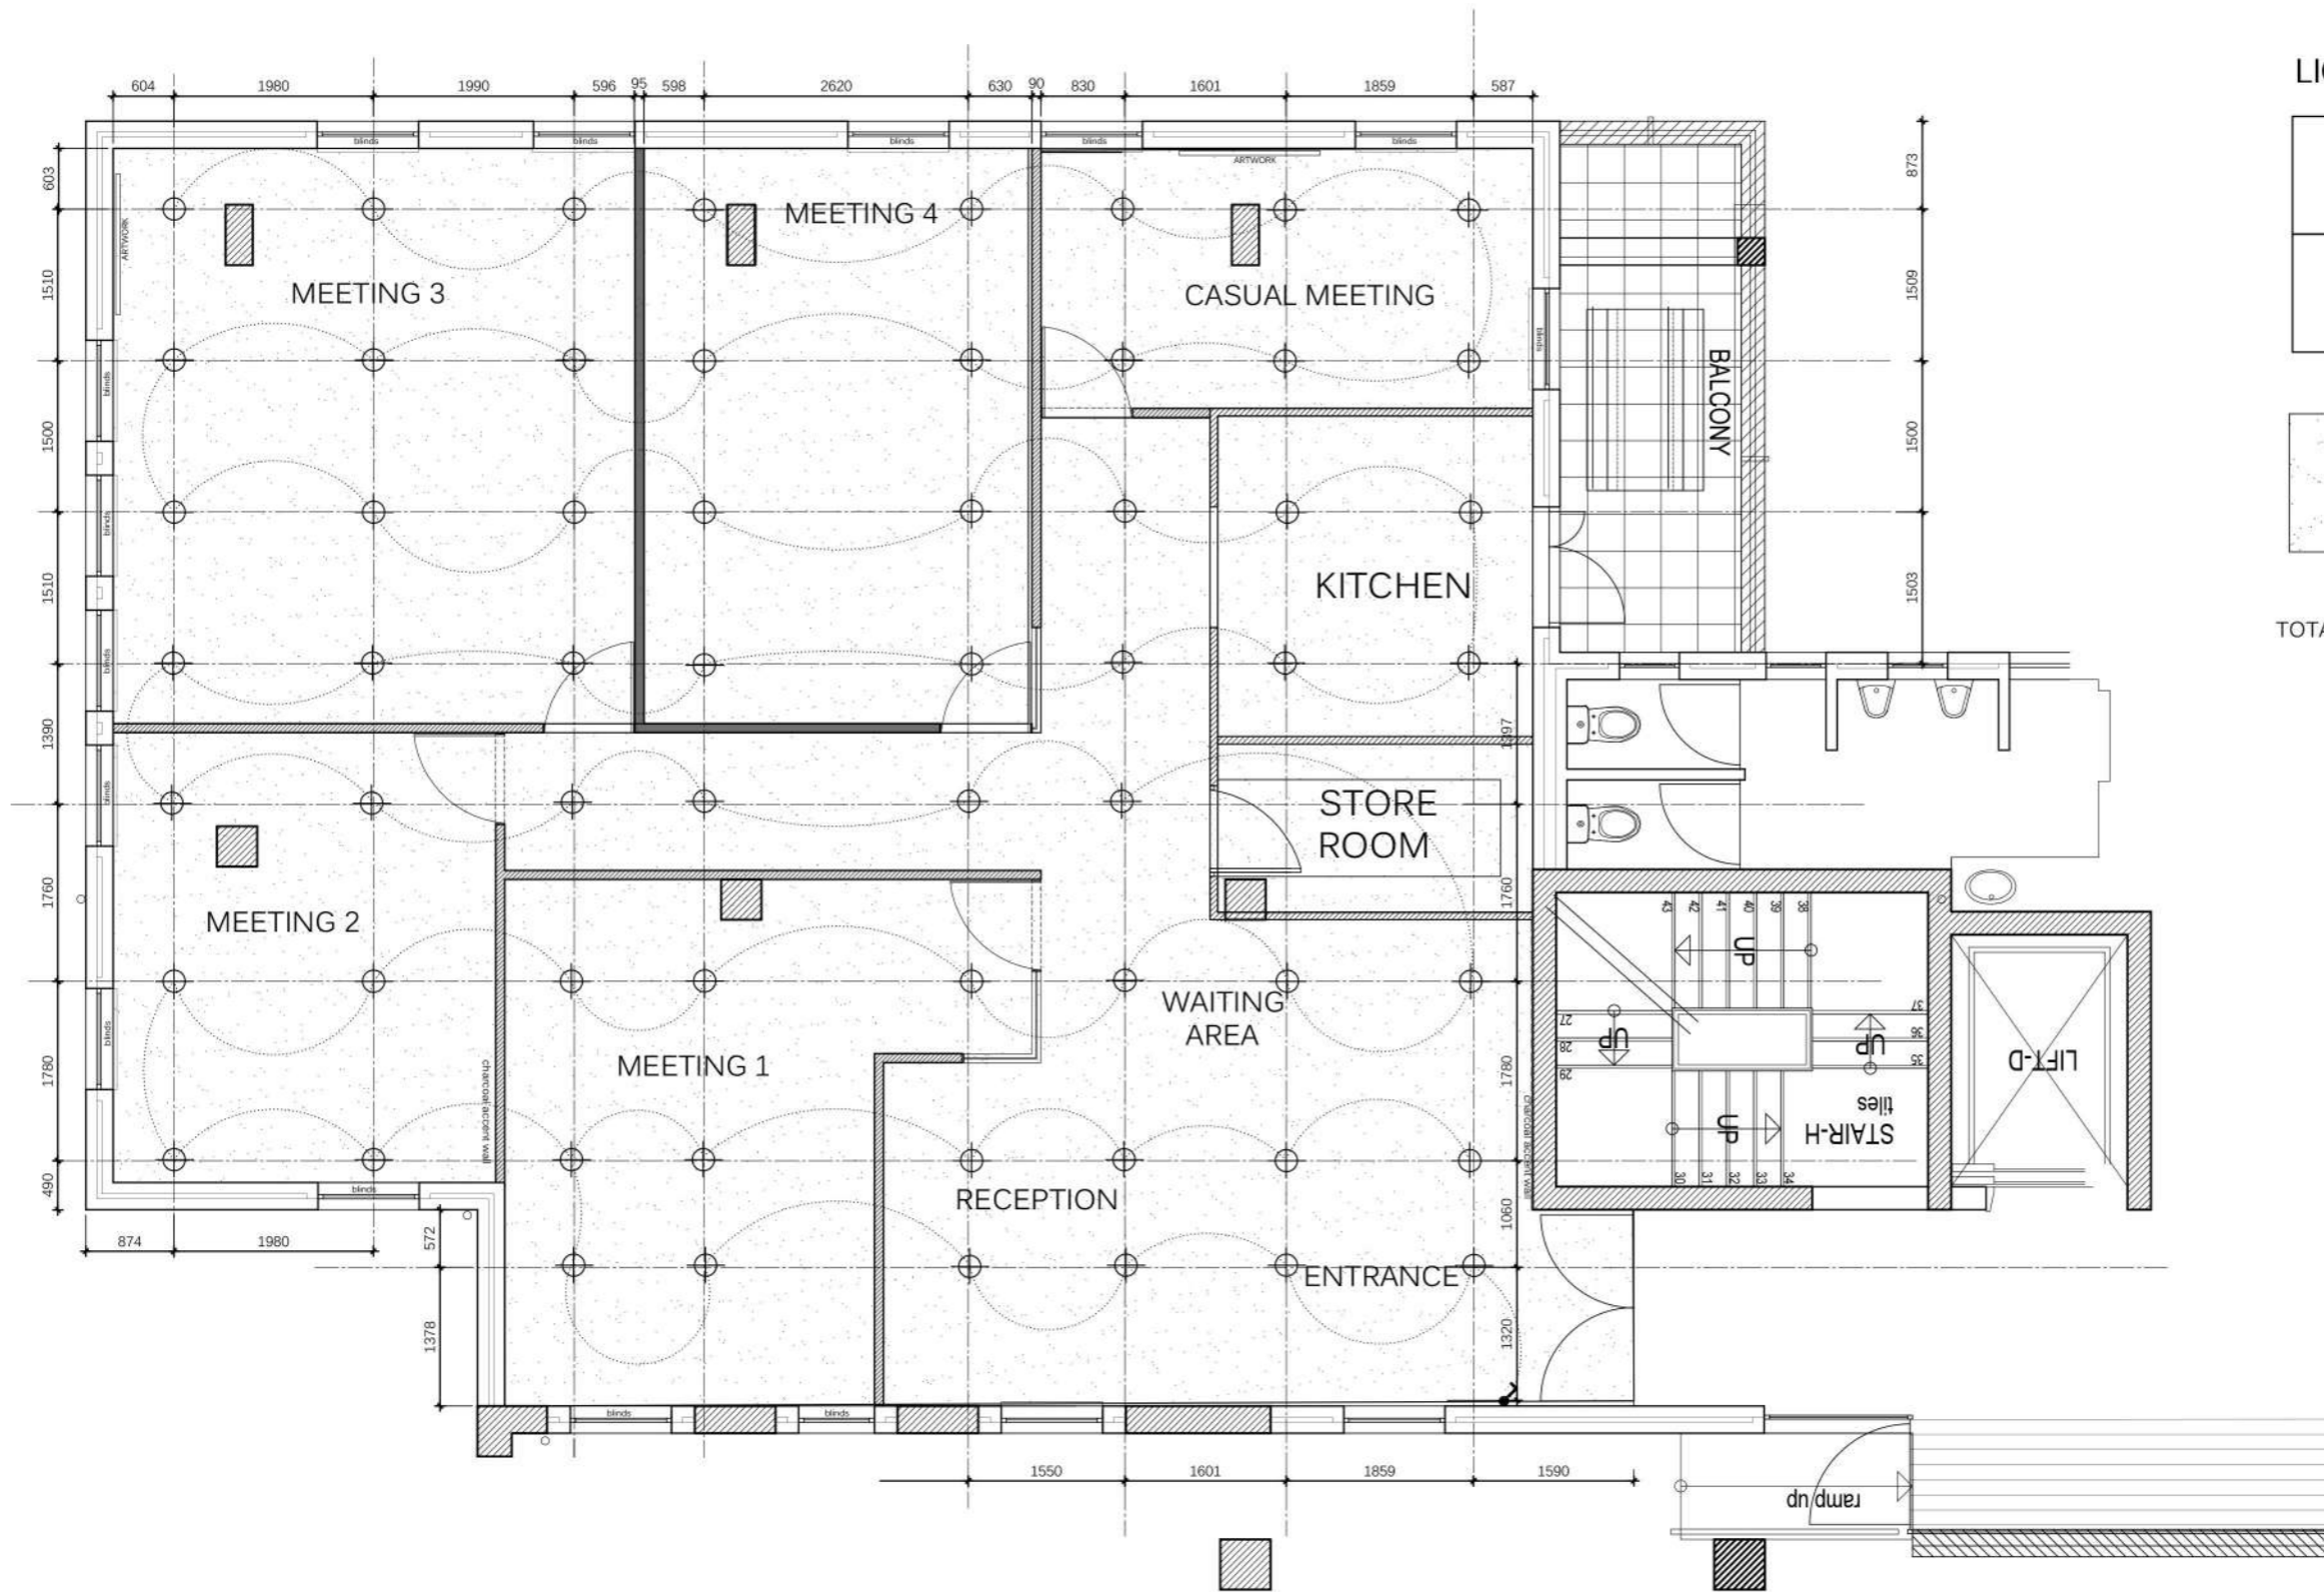 604 1980 1990 596 95 598 2620 630 90 830 1601 1859 587
LI
blinds blinds blinds blinds blinds
ARTWORK
603
873
MEETING 4
ARTWORK
MEETING 3
CASUAL MEETING
1510
1509
blinds
blinds
BALCONY
1500
1500
blinds
KITCHEN
1510
1503
TOTA
blinds
1390
1397
blinds
STORE
ROOM
1760
1760
MEETING 2
43 42 41 40 39 38
UP
WAITING
AREA
blinds
27
28
29
UP
UP
37
36
35
LIFT-D
MEETING 1
1780
1780
charcoal accent wall
charcoal accent wall
tiles
STAIR-H
UP
30 31 32 33 34
490
blinds
RECEPTION
1060
874 1980
572
ENTRANCE
1378
1320
blinds blinds
1550 1601 1859 1590
ramp up